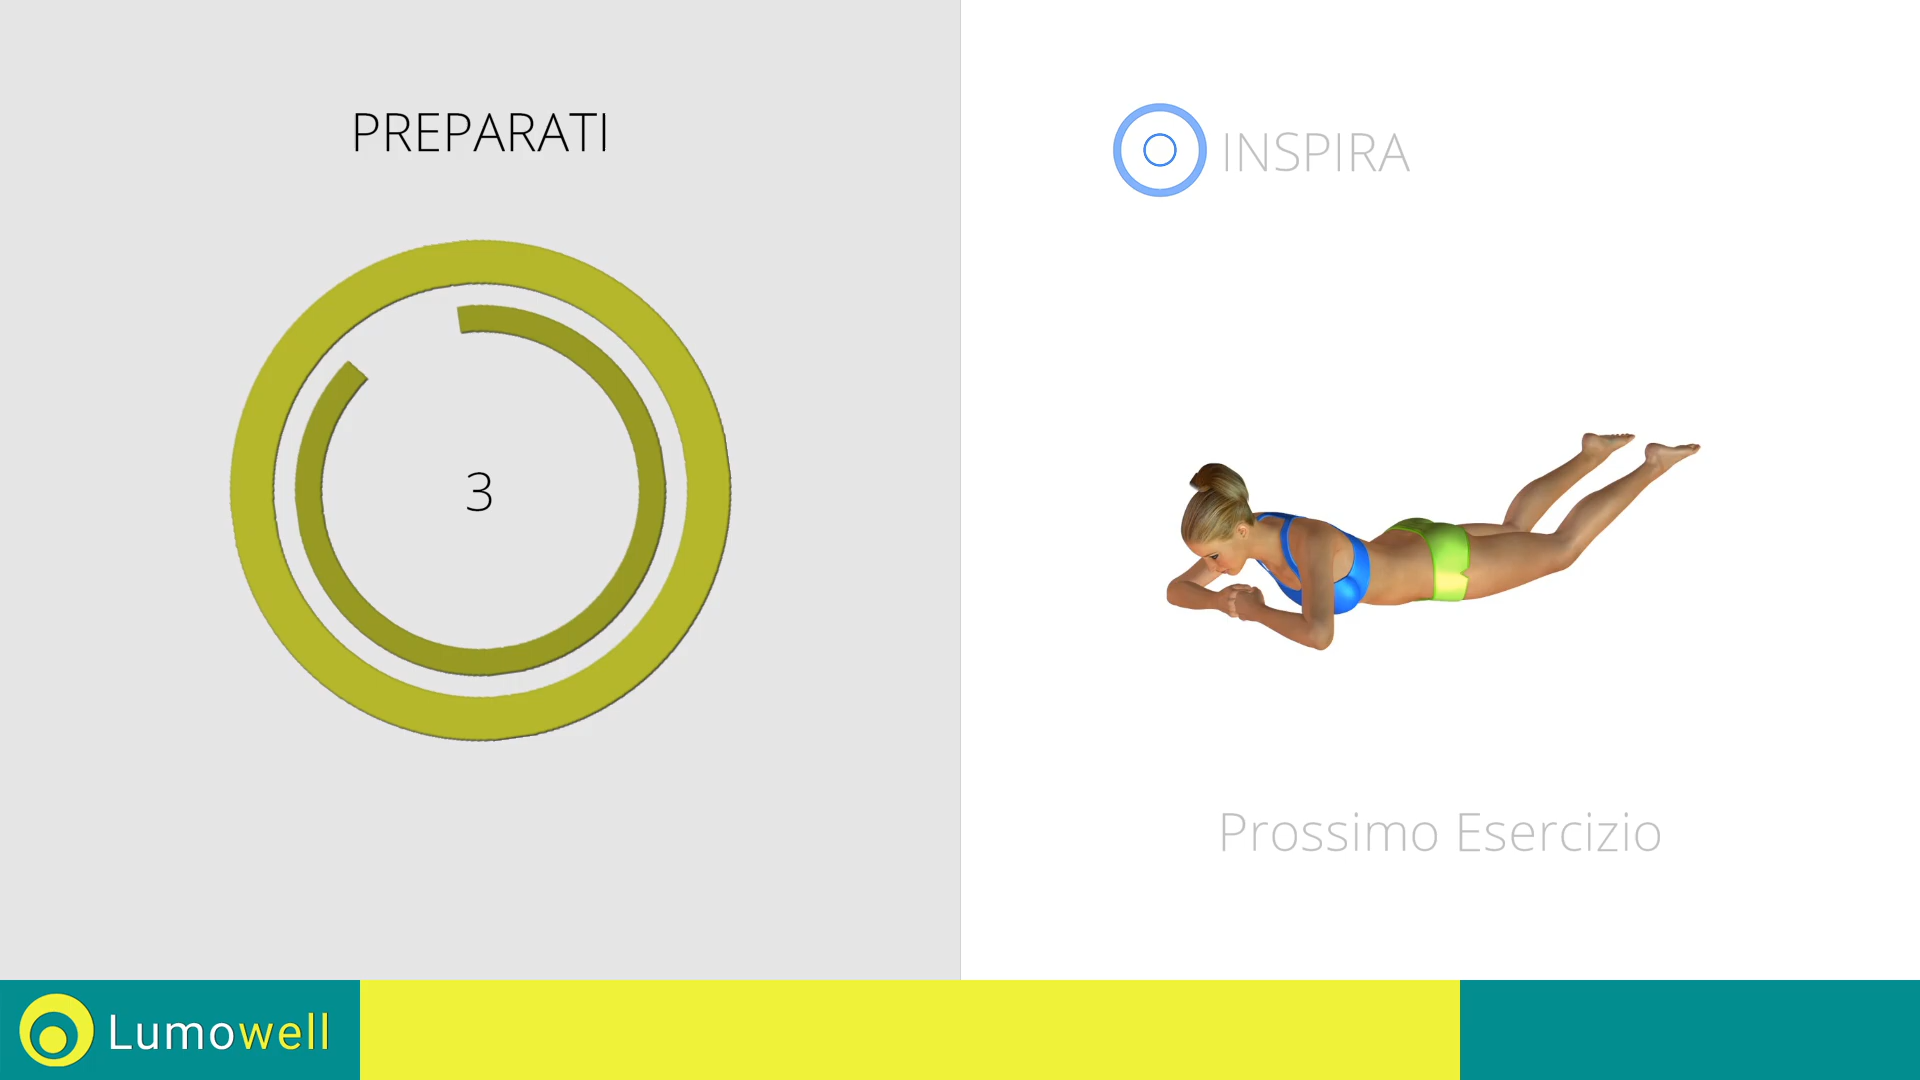 PREPARATI
3
INSPIRA
Prossimo Esercizio
Lumowell